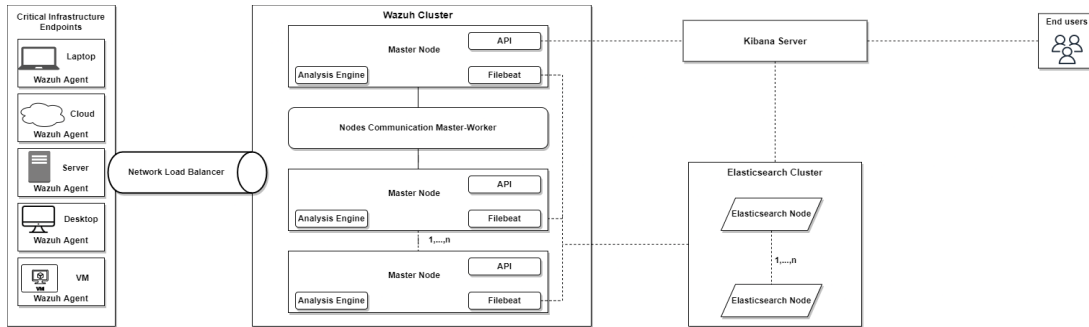 Critical Infrastructure
Endpoints
Laptop
Wazuh Agent
Cloud
Wazuh Agent
Server
Wazuh Agent
Desktop
Wazuh Agent
VM
VM
Wazuh Agent
Network Load Balancer
Wazuh Cluster
Master Node
API
Analysis Engine
Filebeat
Nodes Communication Master-Worker
Master Node
API
Analysis Engine
Filebeat
1,...,n
Master Node
API
Analysis Engine
Filebeat
Kibana Server
Elasticsearch Cluster
Elasticsearch Node
1,...,n
Elasticsearch Node
End users